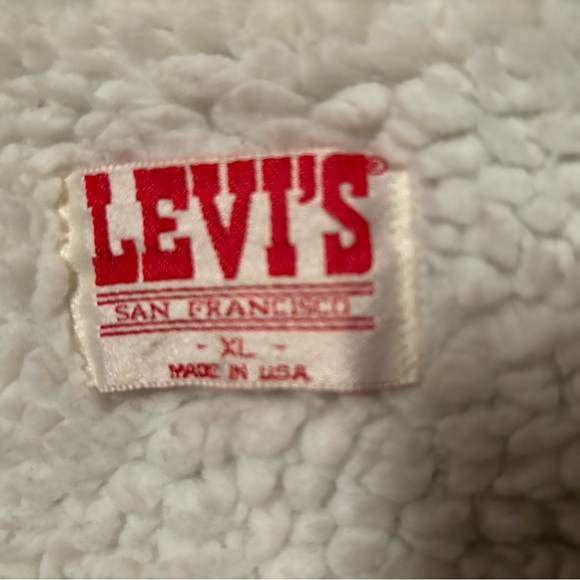 LEVI'S®
SAN FRANCISCO
- XL -
MADE IN U.S.A.